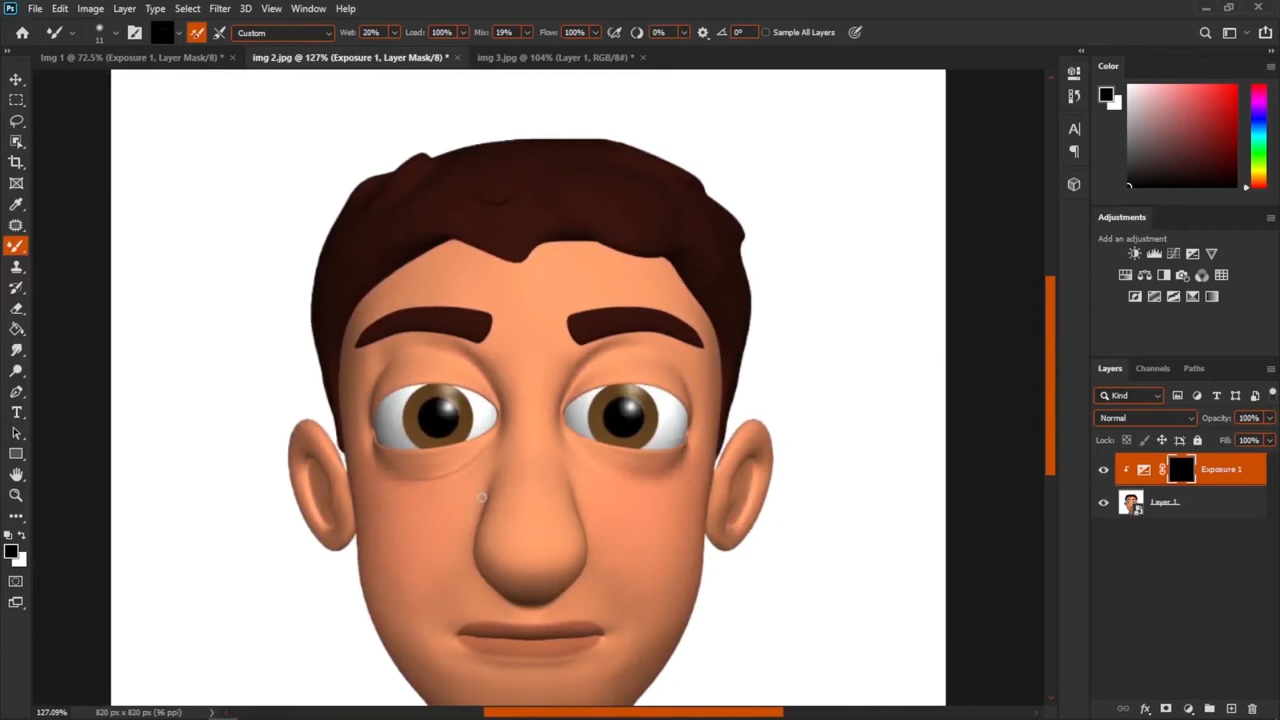 Ps File Edit Image Layer Type Select Filter 3D View Window Help
11 Custom Wet: 20% Load: 100% Mix: 19% Flow: 100% 0% 0° Sample All Layers
Img 1 @ 72.5% (Exposure 1, Layer Mask/8) * × img 2.jpg @ 127% (Exposure 1, Layer Mask/8) * × img 3.jpg @ 104% (Layer 1, RGB/8#) * ×
Color
Adjustments
Add an adjustment
Layers Channels Paths
Kind
Normal Opacity: 100%
Lock: Fill: 100%
Exposure 1
Layer 1
127.09% 820 px x 820 px (96 ppi)